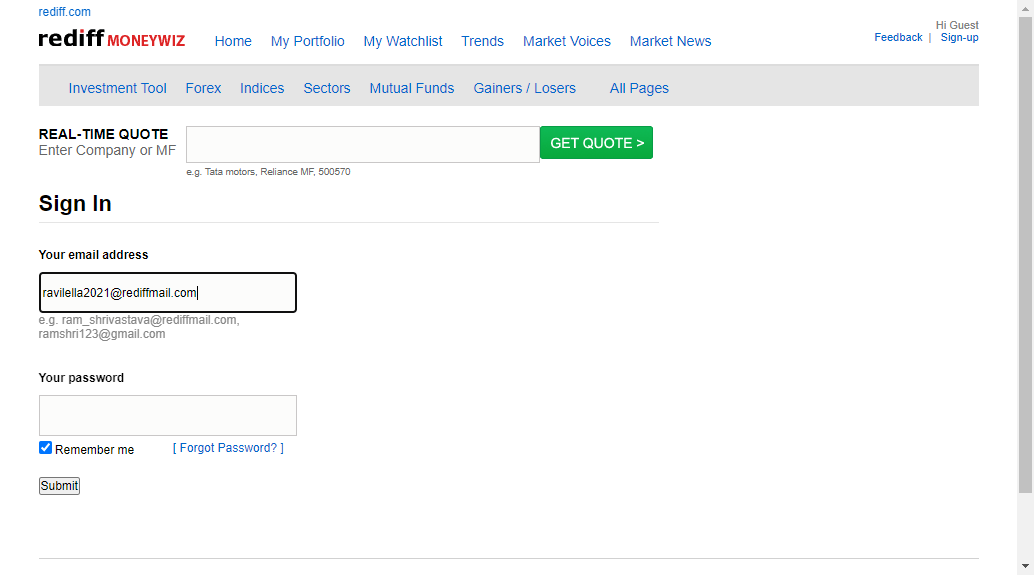 rediff.com
rediff MONEYWIZ
Home My Portfolio My Watchlist Trends Market Voices Market News
Hi Guest
Feedback | Sign-up
Investment Tool Forex Indices Sectors Mutual Funds Gainers / Losers All Pages
REAL-TIME QUOTE
Enter Company or MF
GET QUOTE >
e.g. Tata motors, Reliance MF, 500570
Sign In
Your email address
ravilella2021@rediffmail.com
e.g. ram_shrivastava@rediffmail.com,
ramshri123@gmail.com
Your password
Remember me [ Forgot Password? ]
Submit